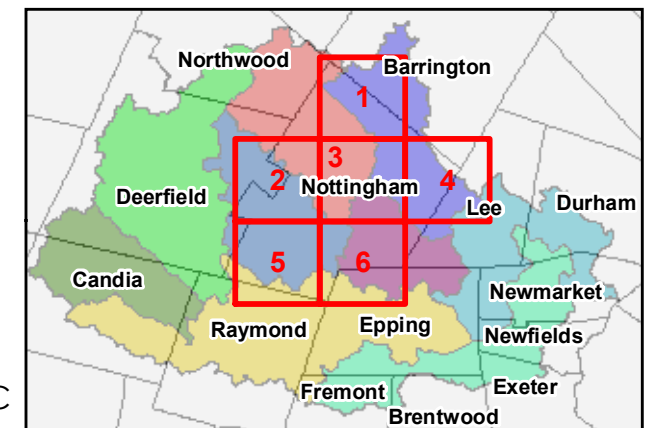 Northwood
Barrington
1
3
2
4
Nottingham
Deerfield
Lee
Durham
5
6
Candia
Newmarket
Raymond
Epping
Newfields
Fremont
Exeter
C
Brentwood